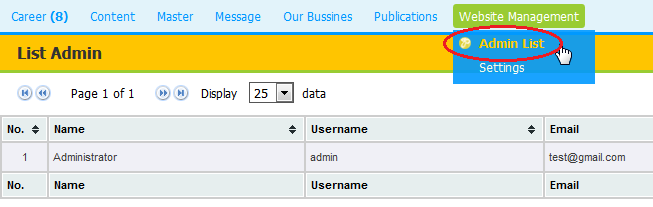 Career (8) Content Master Message Our Bussines Publications Website Management
Admin List
Settings
List Admin
Page 1 of 1 Display 25 data
No. Name Username Email
1 Administrator admin test@gmail.com
No. Name Username Email